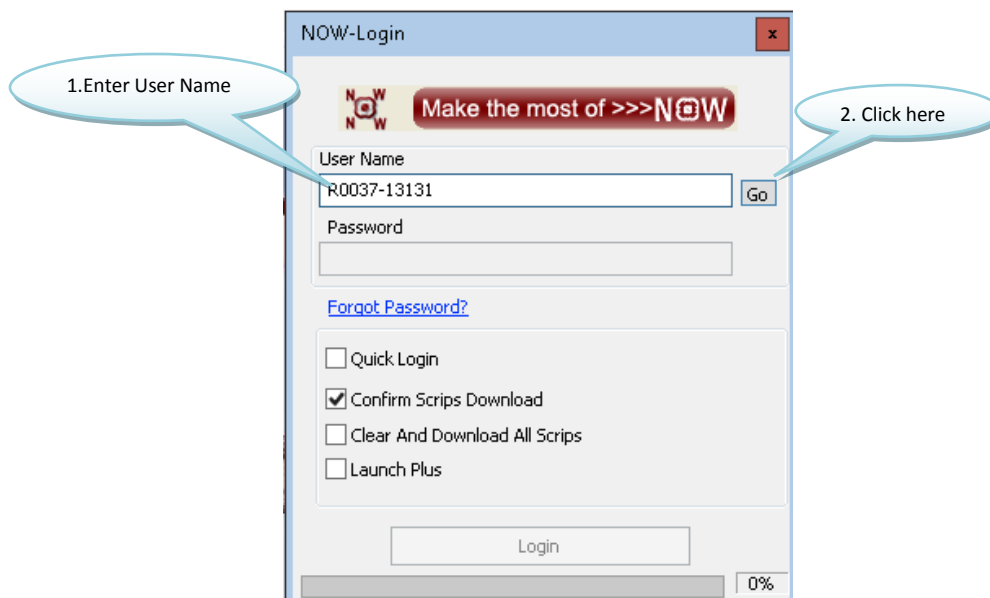 NOW-Login
x
1.Enter User Name
N W
N W
Make the most of >>>NOW
2. Click here
User Name
R0037-13131
Go
Password
Forgot Password?
Quick Login
Confirm Scrips Download
Clear And Download All Scrips
Launch Plus
Login
0%